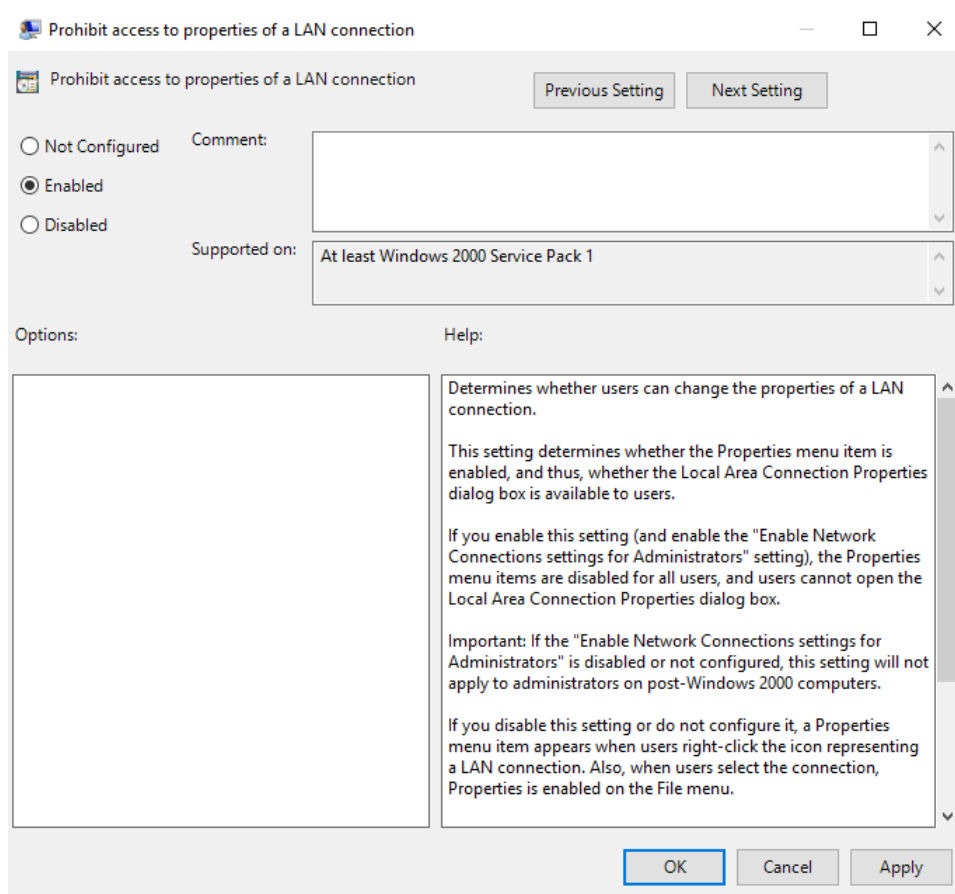 Prohibit access to properties of a LAN connection
Prohibit access to properties of a LAN connection
Previous Setting
Next Setting
Not Configured
Enabled
Disabled
Comment:
Supported on:
At least Windows 2000 Service Pack 1
Options:
Help:
Determines whether users can change the properties of a LAN
connection.
This setting determines whether the Properties menu item is
enabled, and thus, whether the Local Area Connection Properties
dialog box is available to users.
If you enable this setting (and enable the "Enable Network
Connections settings for Administrators" setting), the Properties
menu items are disabled for all users, and users cannot open the
Local Area Connection Properties dialog box.
Important: If the "Enable Network Connections settings for
Administrators" is disabled or not configured, this setting will not
apply to administrators on post-Windows 2000 computers.
If you disable this setting or do not configure it, a Properties
menu item appears when users right-click the icon representing
a LAN connection. Also, when users select the connection,
Properties is enabled on the File menu.
OK
Cancel
Apply